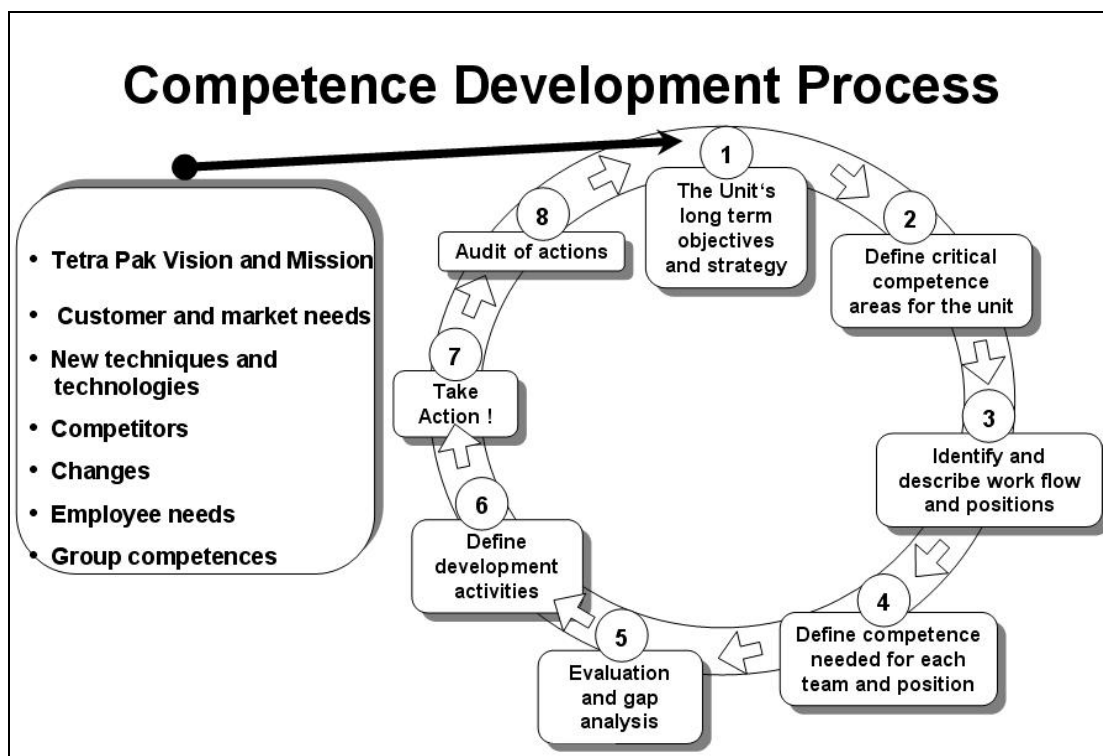 Competence Development Process
• Tetra Pak Vision and Mission
• Customer and market needs
• New techniques and
technologies
• Competitors
• Changes
• Employee needs
• Group competences
1
The Unit‘s
long term
objectives
and strategy
2
Define critical
competence
areas for the unit
3
Identify and
describe work flow
and positions
4
Define competence
needed for each
team and position
5
Evaluation
and gap
analysis
6
Define
development
activities
7
Take
Action !
8
Audit of actions